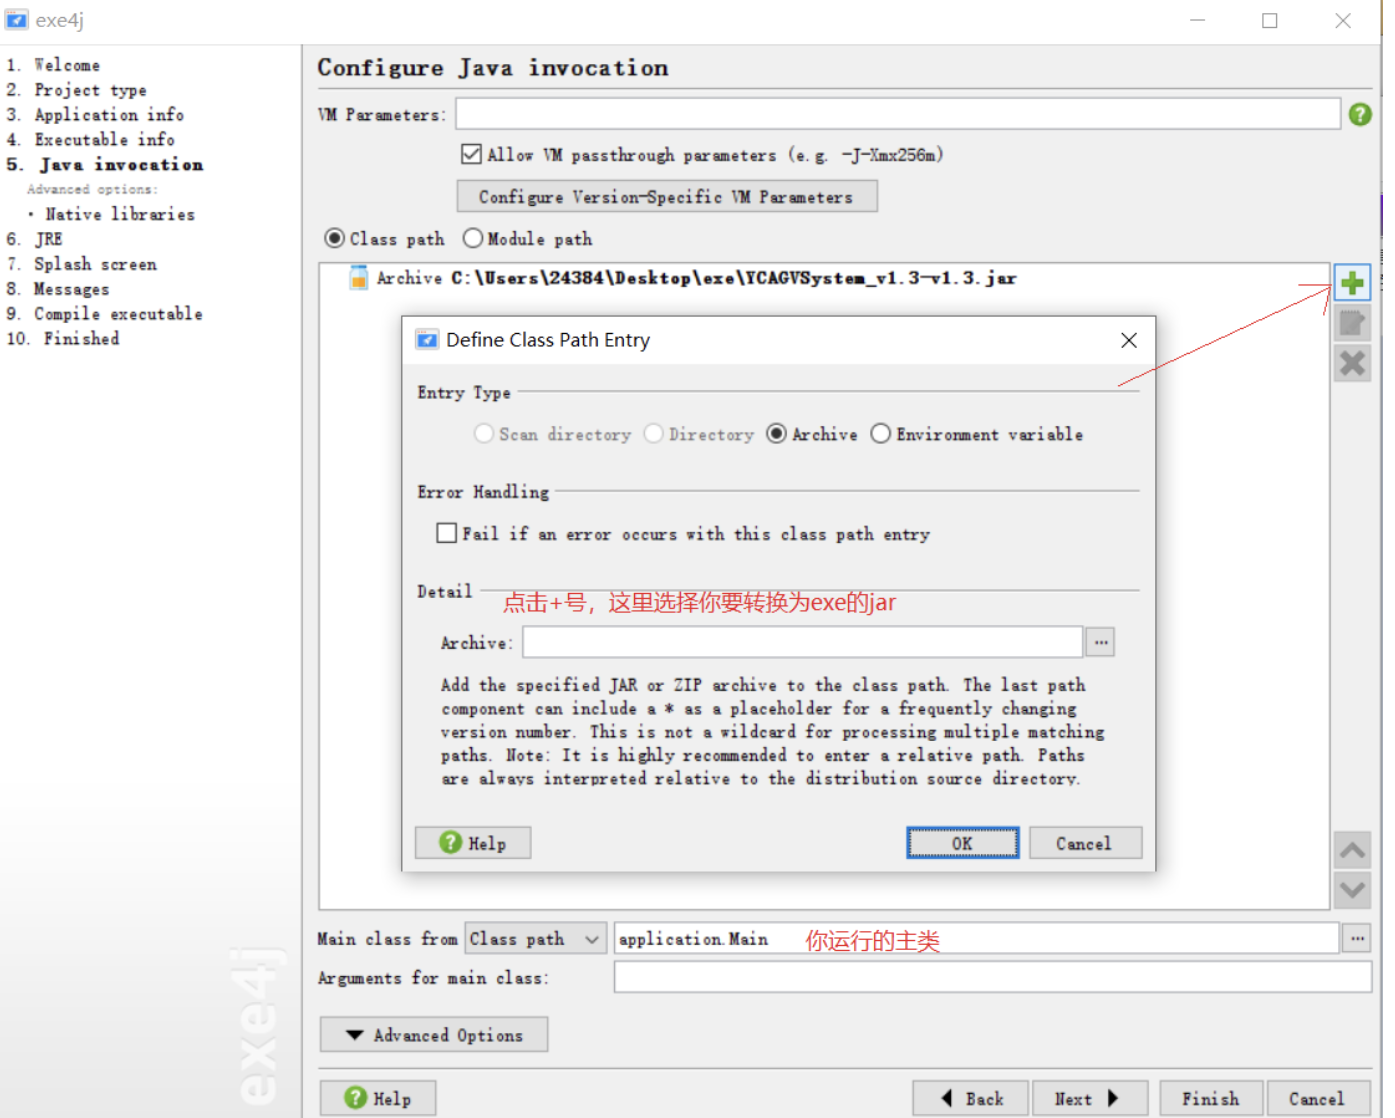 exe4j
1. Welcome
2. Project type
3. Application info
4. Executable info
5. Java invocation
Advanced options:
• Native libraries
6. JRE
7. Splash screen
8. Messages
9. Compile executable
10. Finished
exe4j
Configure Java invocation
VM Parameters:
Allow VM passthrough parameters (e.g. -J-Xmx256m)
Configure Version-Specific VM Parameters
Class path Module path
Archive C:\Users\24384\Desktop\exe\YCAGVSystem_v1.3-v1.3.jar
Define Class Path Entry
Entry Type
Scan directory Directory Archive Environment variable
Error Handling
Fail if an error occurs with this class path entry
Detail
点击+号，这里选择你要转换为exe的jar
Archive: ...
Add the specified JAR or ZIP archive to the class path. The last path
component can include a * as a placeholder for a frequently changing
version number. This is not a wildcard for processing multiple matching
paths. Note: It is highly recommended to enter a relative path. Paths
are always interpreted relative to the distribution source directory.
Help OK Cancel
Main class from Class path application.Main 你运行的主类 ...
Arguments for main class:
Advanced Options
Help Back Next Finish Cancel